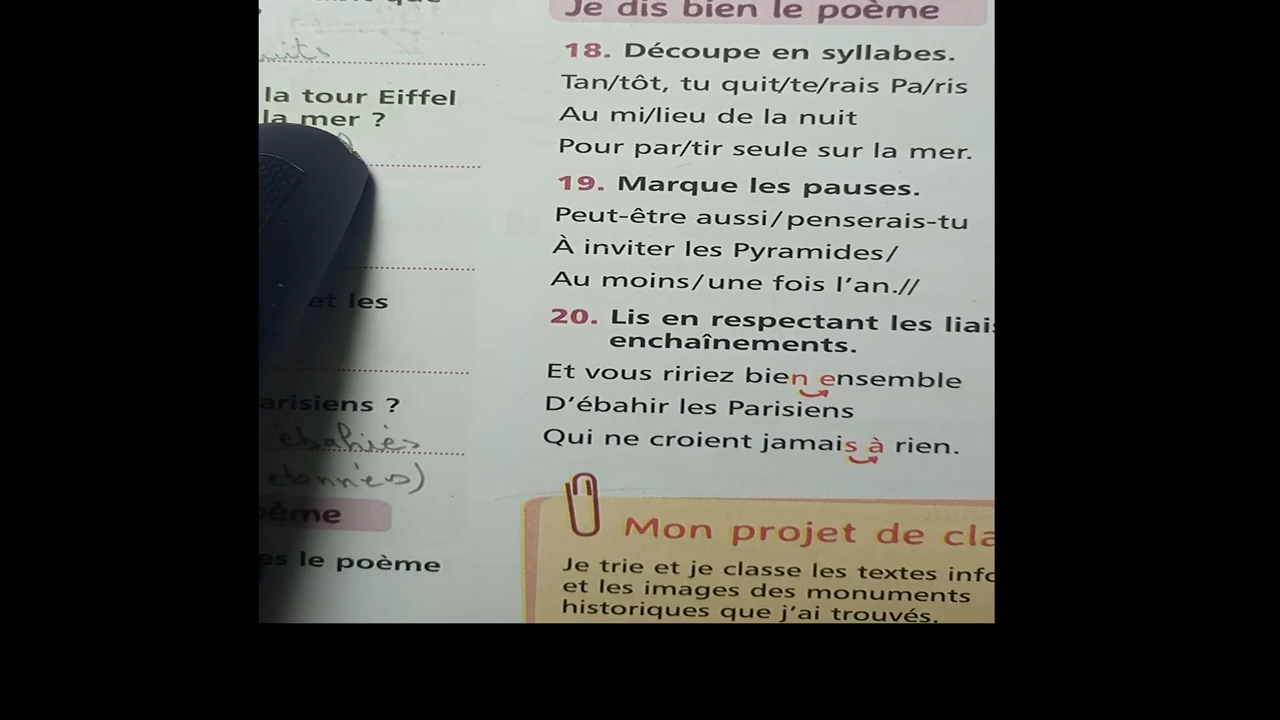 uits
la tour Eiffel
la mer ?
et les
arisiens ?
ébahies
étonnés)
oème
es le poème
Je dis bien le poème
18. Découpe en syllabes.
Tan/tôt, tu quit/te/rais Pa/ris
Au mi/lieu de la nuit
Pour par/tir seule sur la mer.
19. Marque les pauses.
Peut-être aussi/penserais-tu
À inviter les Pyramides/
Au moins/une fois l'an.//
20. Lis en respectant les liais
enchaînements.
Et vous ririez bien ensemble
D'ébahir les Parisiens
Qui ne croient jamais à rien.
Mon projet de cla
Je trie et je classe les textes info
et les images des monuments
historiques que j'ai trouvés.